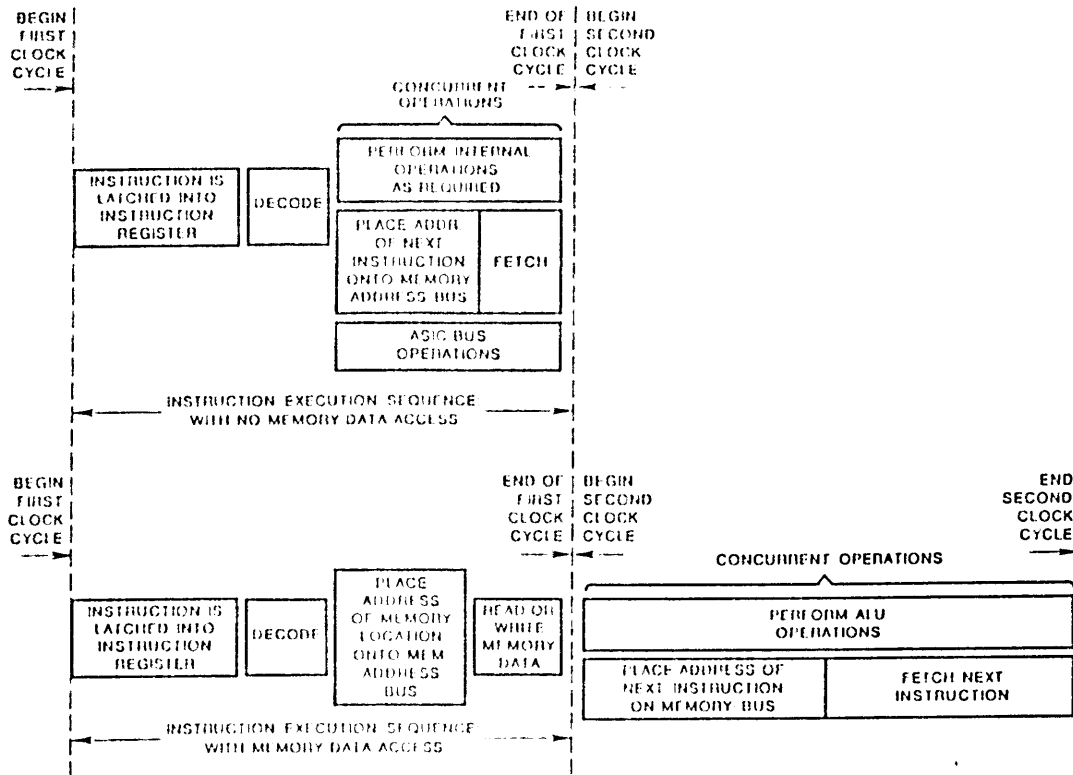 BEGIN
FIRST
CLOCK
CYCLE
END OF
FIRST
CLOCK
CYCLE
BEGIN
SECOND
CLOCK
CYCLE
CONCURRENT
OPERATIONS
PERFORM INTERNAL
OPERATIONS
AS REQUIRED
INSTRUCTION IS
LATCHED INTO
INSTRUCTION
REGISTER
DECODE
PLACE ADDR
OF NEXT
INSTRUCTION
ONTO MEMORY
ADDRESS BUS
FETCH
ASIC BUS
OPERATIONS
INSTRUCTION EXECUTION SEQUENCE
WITH NO MEMORY DATA ACCESS
BEGIN
FIRST
CLOCK
CYCLE
END OF
FIRST
CLOCK
CYCLE
BEGIN
SECOND
CLOCK
CYCLE
END
SECOND
CLOCK
CYCLE
CONCURRENT OPERATIONS
INSTRUCTION IS
LATCHED INTO
INSTRUCTION
REGISTER
DECODE
PLACE
ADDRESS
OF MEMORY
LOCATION
ONTO MEM
ADDRESS
BUS
READ OR
WRITE
MEMORY
DATA
PERFORM ALU
OPERATIONS
PLACE ADDRESS OF
NEXT INSTRUCTION
ON MEMORY BUS
FETCH NEXT
INSTRUCTION
INSTRUCTION EXECUTION SEQUENCE
WITH MEMORY DATA ACCESS